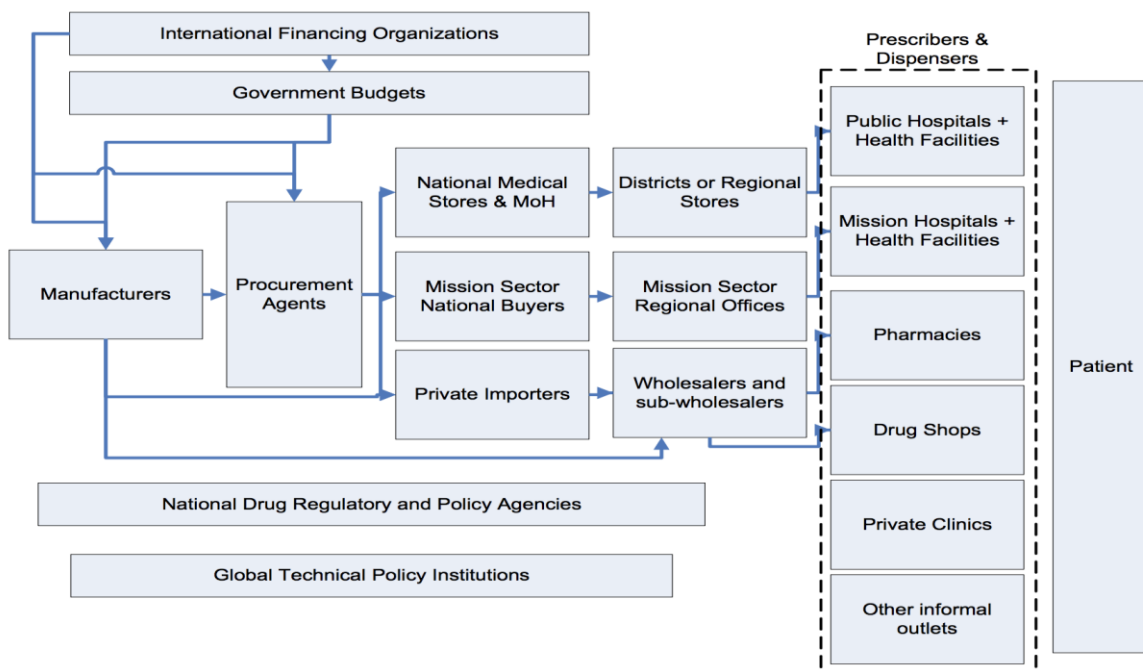 International Financing Organizations
Government Budgets
Prescribers &
Dispensers
Public Hospitals +
Health Facilities
National Medical
Stores & MoH
Districts or Regional
Stores
Mission Hospitals +
Health Facilities
Manufacturers
Procurement
Agents
Mission Sector
National Buyers
Mission Sector
Regional Offices
Pharmacies
Patient
Private Importers
Wholesalers and
sub-wholesalers
Drug Shops
National Drug Regulatory and Policy Agencies
Private Clinics
Global Technical Policy Institutions
Other informal
outlets